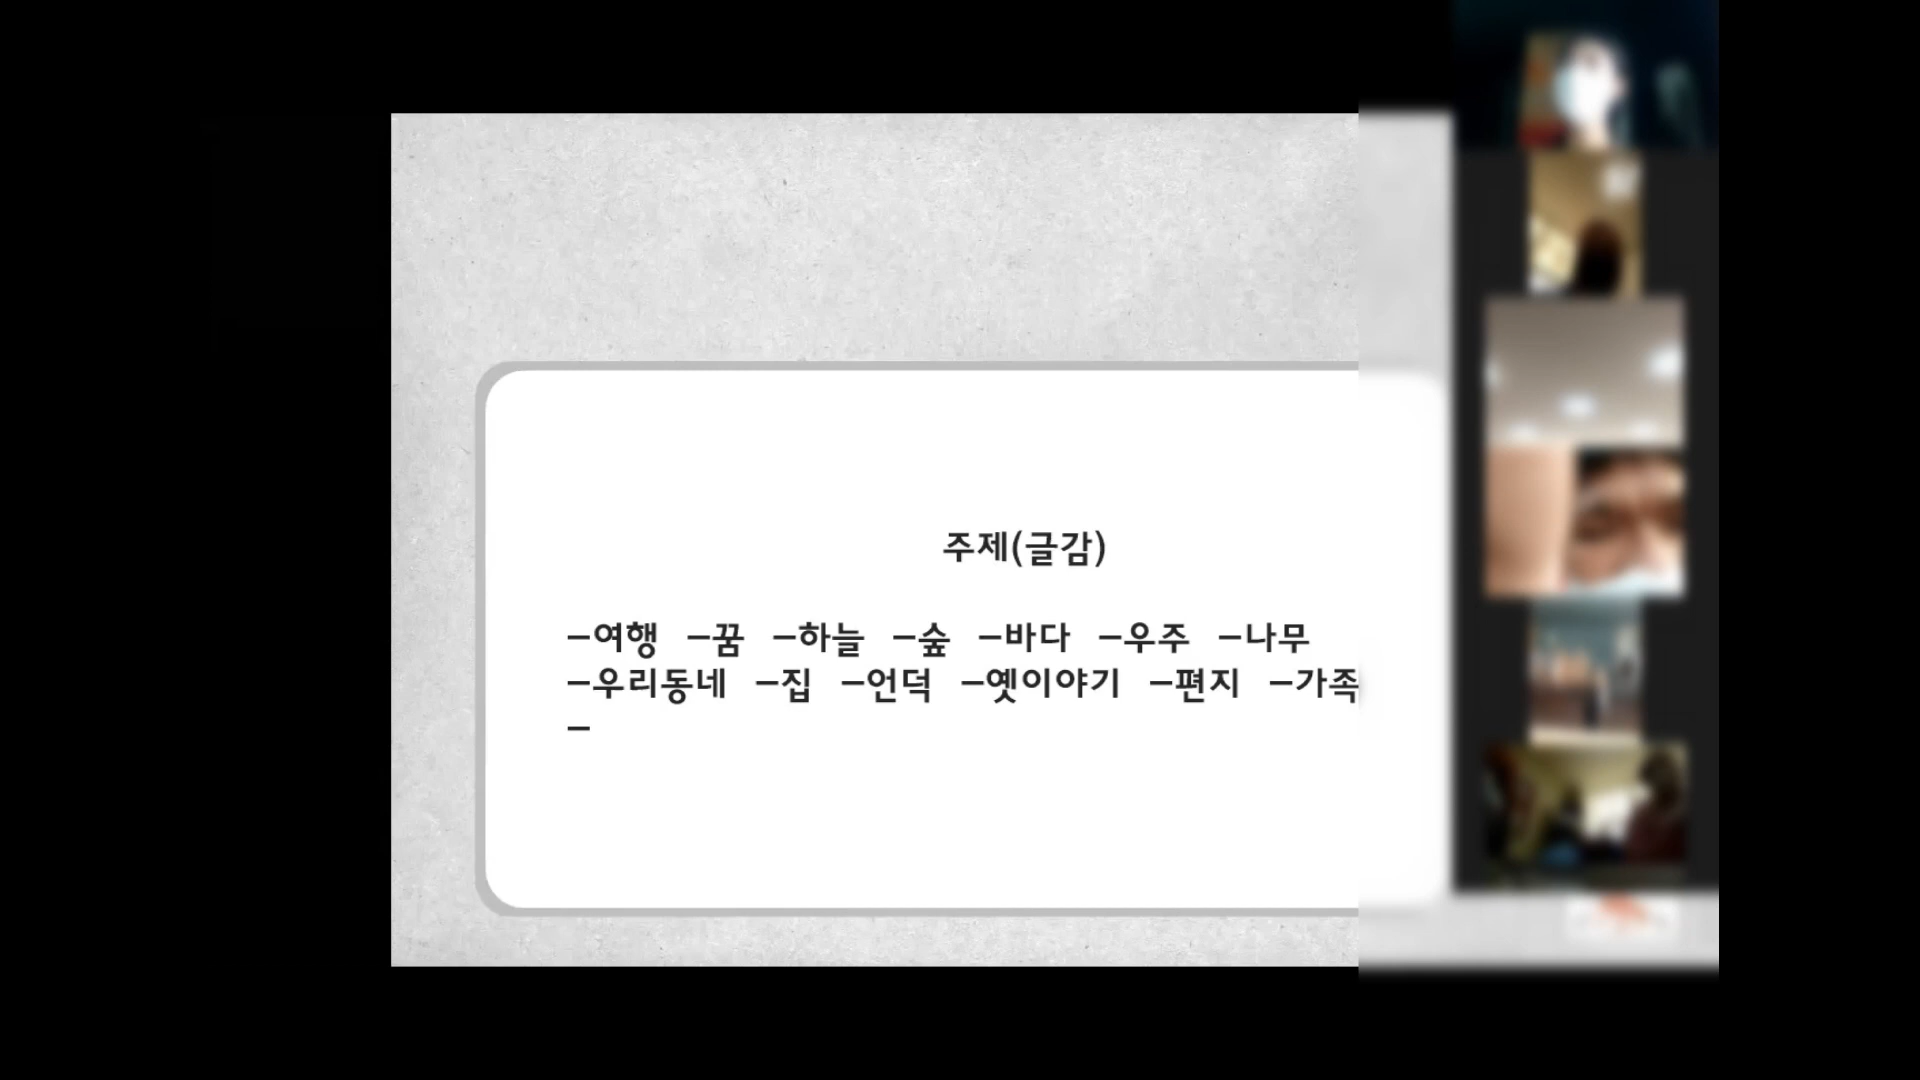 주제(글감)
–여행 –꿈 –하늘 –숲 –바다 –우주 –나무
–우리동네 –집 –언덕 –옛이야기 –편지 –가족
–